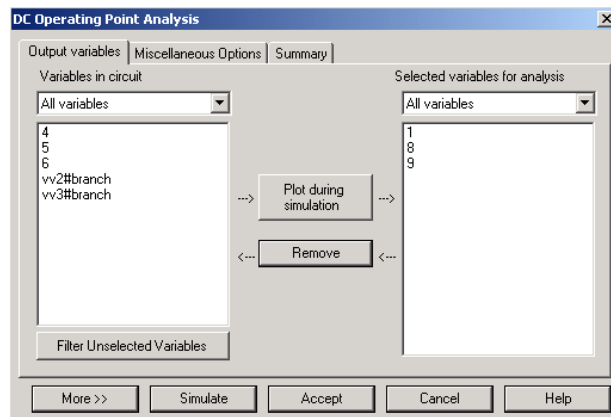 DC Operating Point Analysis
Output variables
Miscellaneous Options
Summary
Variables in circuit
All variables
4
5
6
vv2#branch
vv3#branch
Filter Unselected Variables
--->
Plot during
simulation
--->
<---
Remove
<---
Selected variables for analysis
All variables
1
8
9
More >>
Simulate
Accept
Cancel
Help